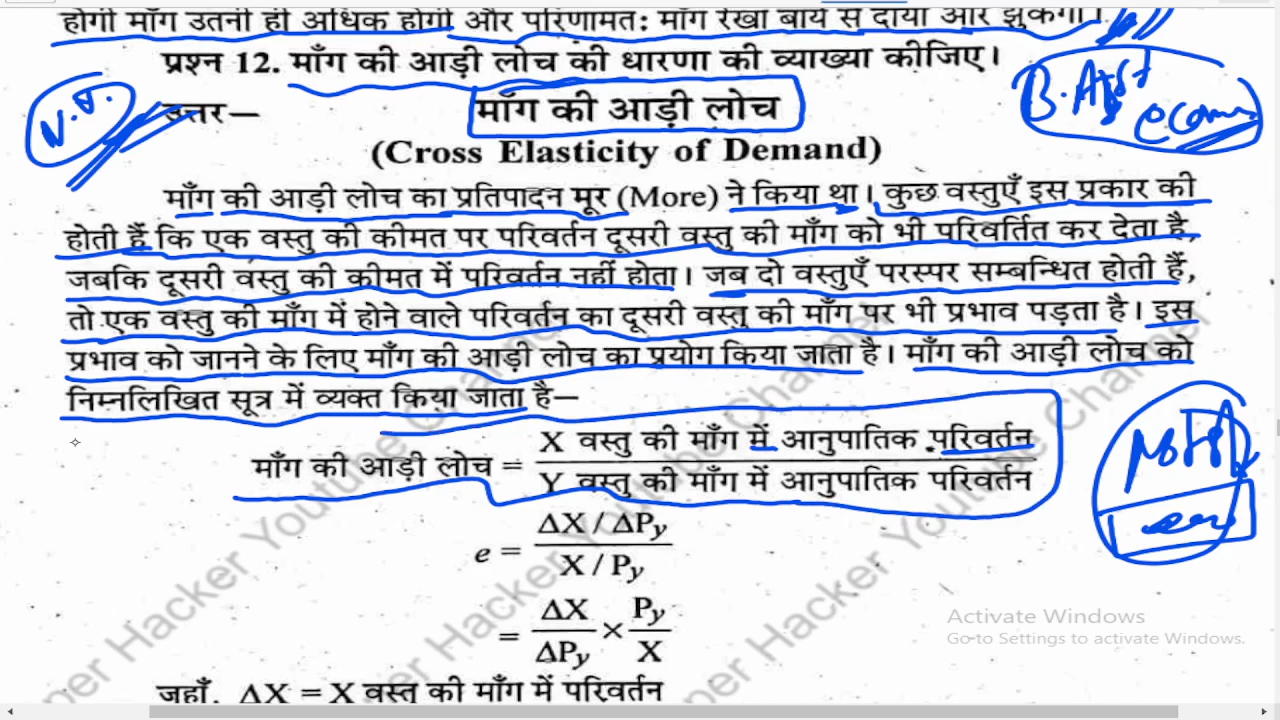 होगी माँग उतनी ही अधिक होगी और परिणामतः माँग रेखा बायें से दायीं ओर झुकेगी।
प्रश्न 12. माँग की आड़ी लोच की धारणा की व्याख्या कीजिए।
उत्तर— माँग की आड़ी लोच
(Cross Elasticity of Demand)
माँग की आड़ी लोच का प्रतिपादन मूर (More) ने किया था। कुछ वस्तुएँ इस प्रकार की
होती हैं कि एक वस्तु की कीमत पर परिवर्तन दूसरी वस्तु की माँग को भी परिवर्तित कर देता है,
जबकि दूसरी वस्तु की कीमत में परिवर्तन नहीं होता। जब दो वस्तुएँ परस्पर सम्बन्धित होती हैं,
तो एक वस्तु की माँग में होने वाले परिवर्तन का दूसरी वस्तु की माँग पर भी प्रभाव पड़ता है। इस
प्रभाव को जानने के लिए माँग की आड़ी लोच का प्रयोग किया जाता है। माँग की आड़ी लोच को
निम्नलिखित सूत्र में व्यक्त किया जाता है—
माँग की आड़ी लोच = X वस्तु की माँग में आनुपातिक परिवर्तन
Y वस्तु की माँग में आनुपातिक परिवर्तन
e = ΔX / ΔPy
X / Py
= ΔX × Py
ΔPy X
जहाँ, ΔX = X वस्तु की माँग में परिवर्तन
Activate Windows
Go to Settings to activate Windows.
Hacker Youtube Channel